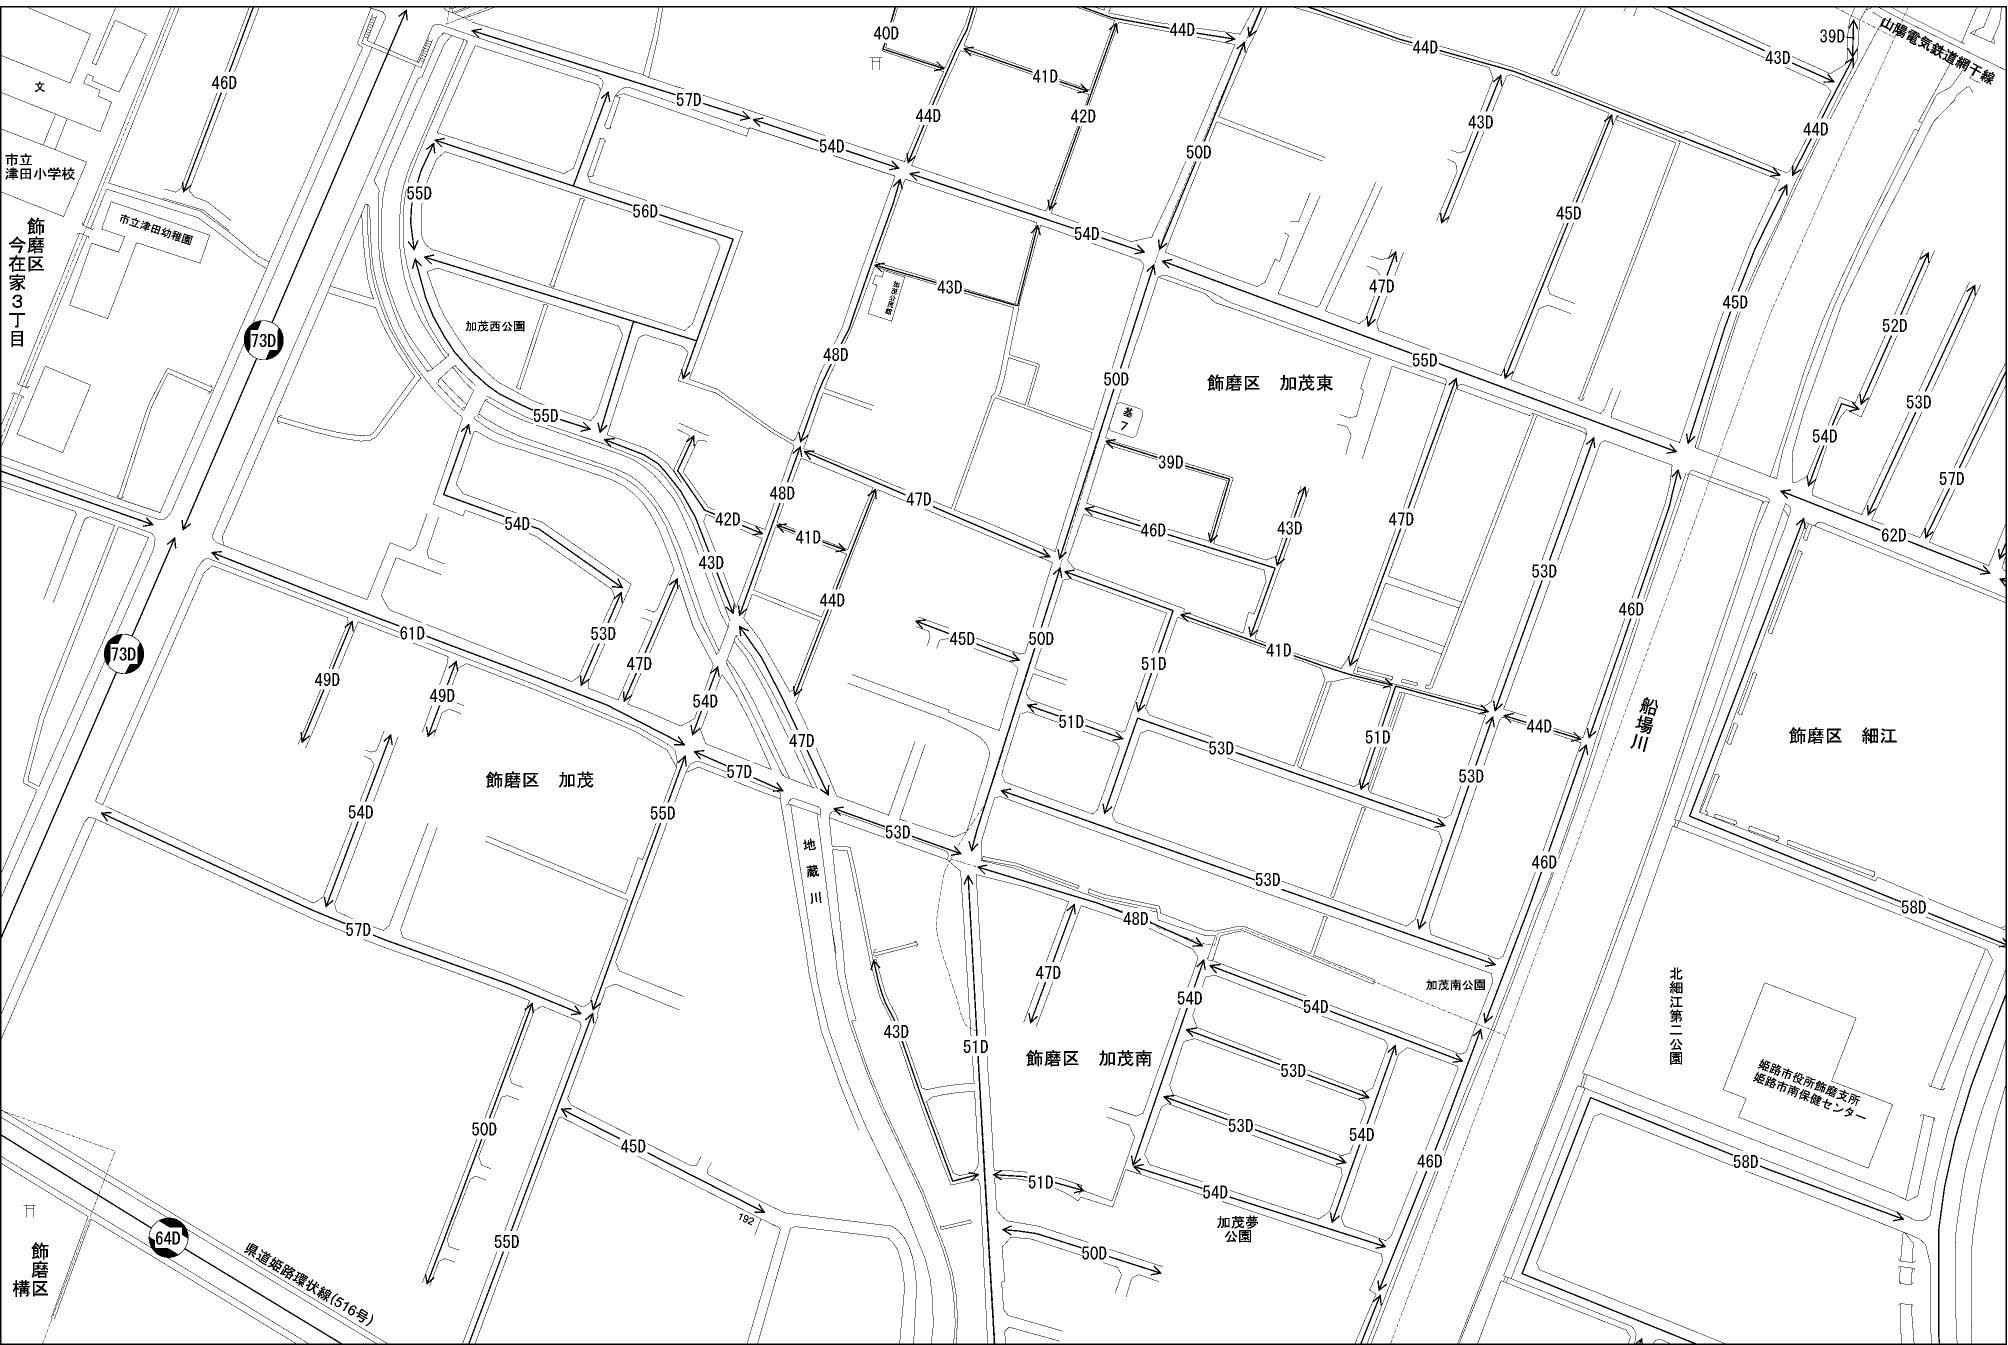 40D
44D
44D
39D
山陽電気鉄道網干線
43D
46D
41D
文
57D
44D
42D
43D
44D
54D
50D
市立
津田小学校
55D
56D
45D
市立津田幼稚園
54D
飾磨区
今在家3丁目
43D
加茂公民館
47D
45D
52D
加茂西公園
73D
48D
55D
50D
飾磨区 加茂東
53D
55D
基
7
54D
39D
57D
48D
47D
54D
42D
41D
46D
43D
47D
62D
43D
53D
44D
46D
61D
53D
45D
50D
41D
73D
47D
51D
49D
49D
54D
51D
44D
船場川
飾磨区 細江
47D
53D
51D
57D
53D
飾磨区 加茂
54D
55D
53D
地蔵川
46D
53D
58D
57D
48D
47D
加茂南公園
北細江第二公園
54D
54D
43D
51D
飾磨区 加茂南
53D
姫路市役所飾磨支所
姫路市南保健センター
50D
45D
53D
54D
46D
58D
51D
54D
192
加茂夢
公園
64D
55D
50D
飾磨区
構
県道姫路環状線(516号)